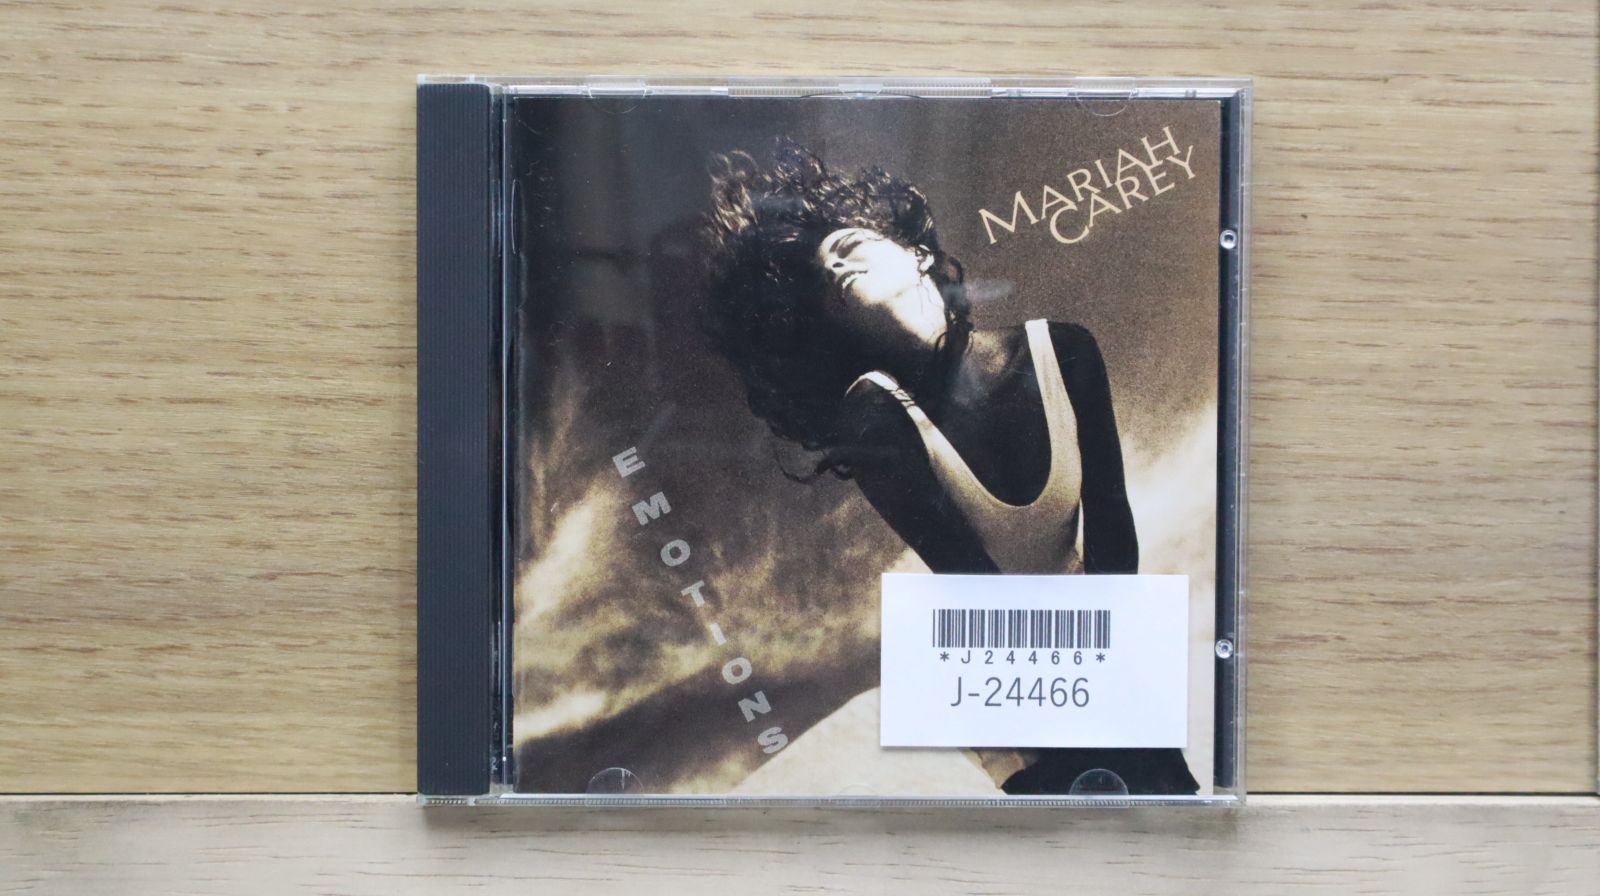 MARIAH
CAREY
EMOTIONS
*J24466*
J-24466